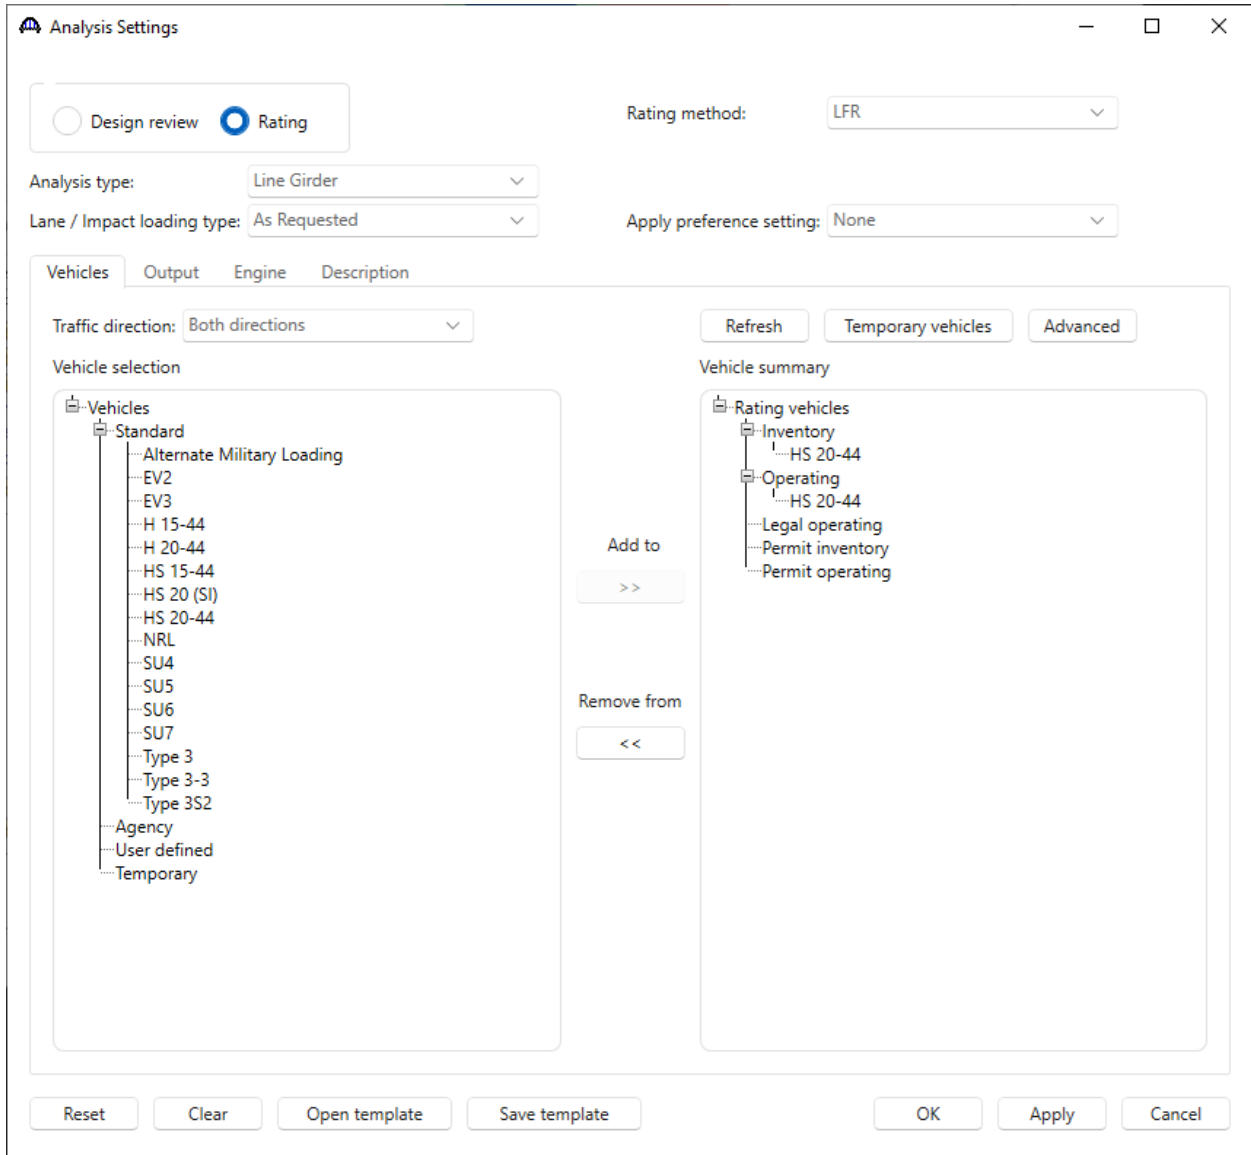 Analysis Settings
Design review Rating
Rating method: LFR
Analysis type: Line Girder
Lane / Impact loading type: As Requested
Apply preference setting: None
Vehicles Output Engine Description
Traffic direction: Both directions
Refresh Temporary vehicles Advanced
Vehicle selection
Vehicles
Standard
Alternate Military Loading
EV2
EV3
H 15-44
H 20-44
HS 15-44
HS 20 (SI)
HS 20-44
NRL
SU4
SU5
SU6
SU7
Type 3
Type 3-3
Type 3S2
Agency
User defined
Temporary
Add to
>>
Remove from
<<
Vehicle summary
Rating vehicles
Inventory
HS 20-44
Operating
HS 20-44
Legal operating
Permit inventory
Permit operating
Reset Clear Open template Save template OK Apply Cancel